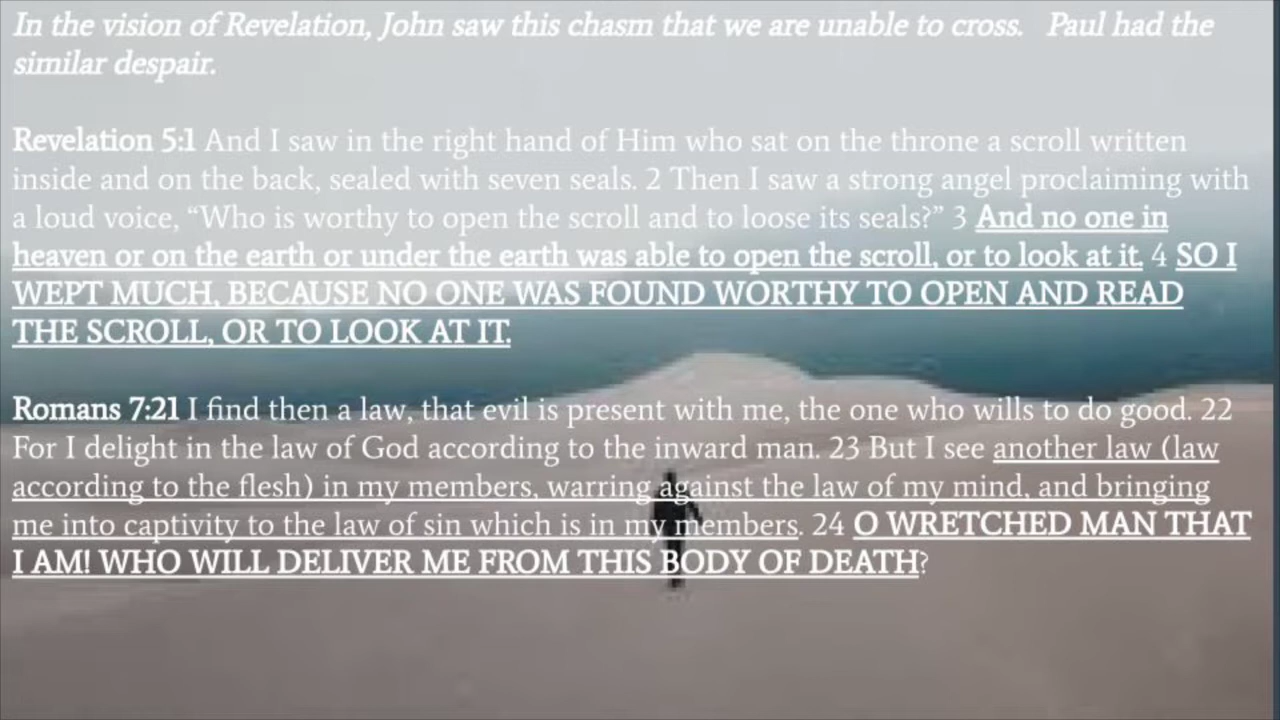 In the vision of Revelation, John saw this chasm that we are unable to cross.   Paul had the
similar despair.
Revelation 5:1 And I saw in the right hand of Him who sat on the throne a scroll written
inside and on the back, sealed with seven seals. 2 Then I saw a strong angel proclaiming with
a loud voice, “Who is worthy to open the scroll and to loose its seals?” 3 And no one in
heaven or on the earth or under the earth was able to open the scroll, or to look at it. 4 SO I
WEPT MUCH, BECAUSE NO ONE WAS FOUND WORTHY TO OPEN AND READ
THE SCROLL, OR TO LOOK AT IT.
Romans 7:21 I find then a law, that evil is present with me, the one who wills to do good. 22
For I delight in the law of God according to the inward man. 23 But I see another law (law
according to the flesh) in my members, warring against the law of my mind, and bringing
me into captivity to the law of sin which is in my members. 24 O WRETCHED MAN THAT
I AM! WHO WILL DELIVER ME FROM THIS BODY OF DEATH?